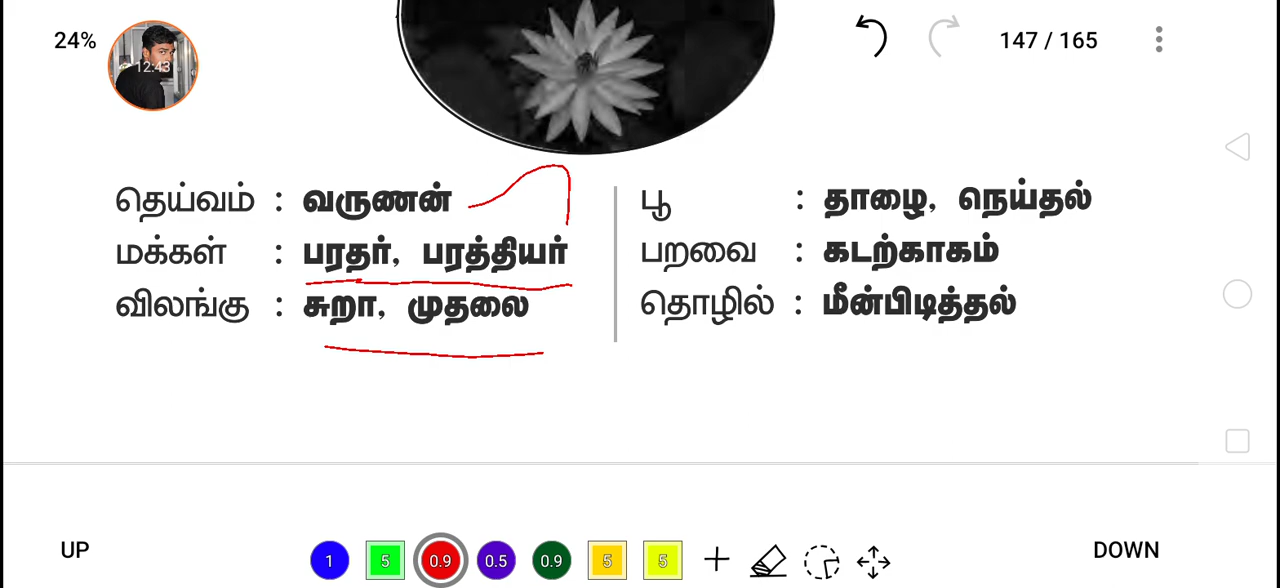 24%
12:43
147 / 165
தெய்வம் : வருணன்
மக்கள் : பரதர், பரத்தியர்
விலங்கு : சுறா, முதலை
பூ : தாழை, நெய்தல்
பறவை : கடற்காகம்
தொழில் : மீன்பிடித்தல்
UP
1 5 0.9 0.5 0.9 5 5
DOWN